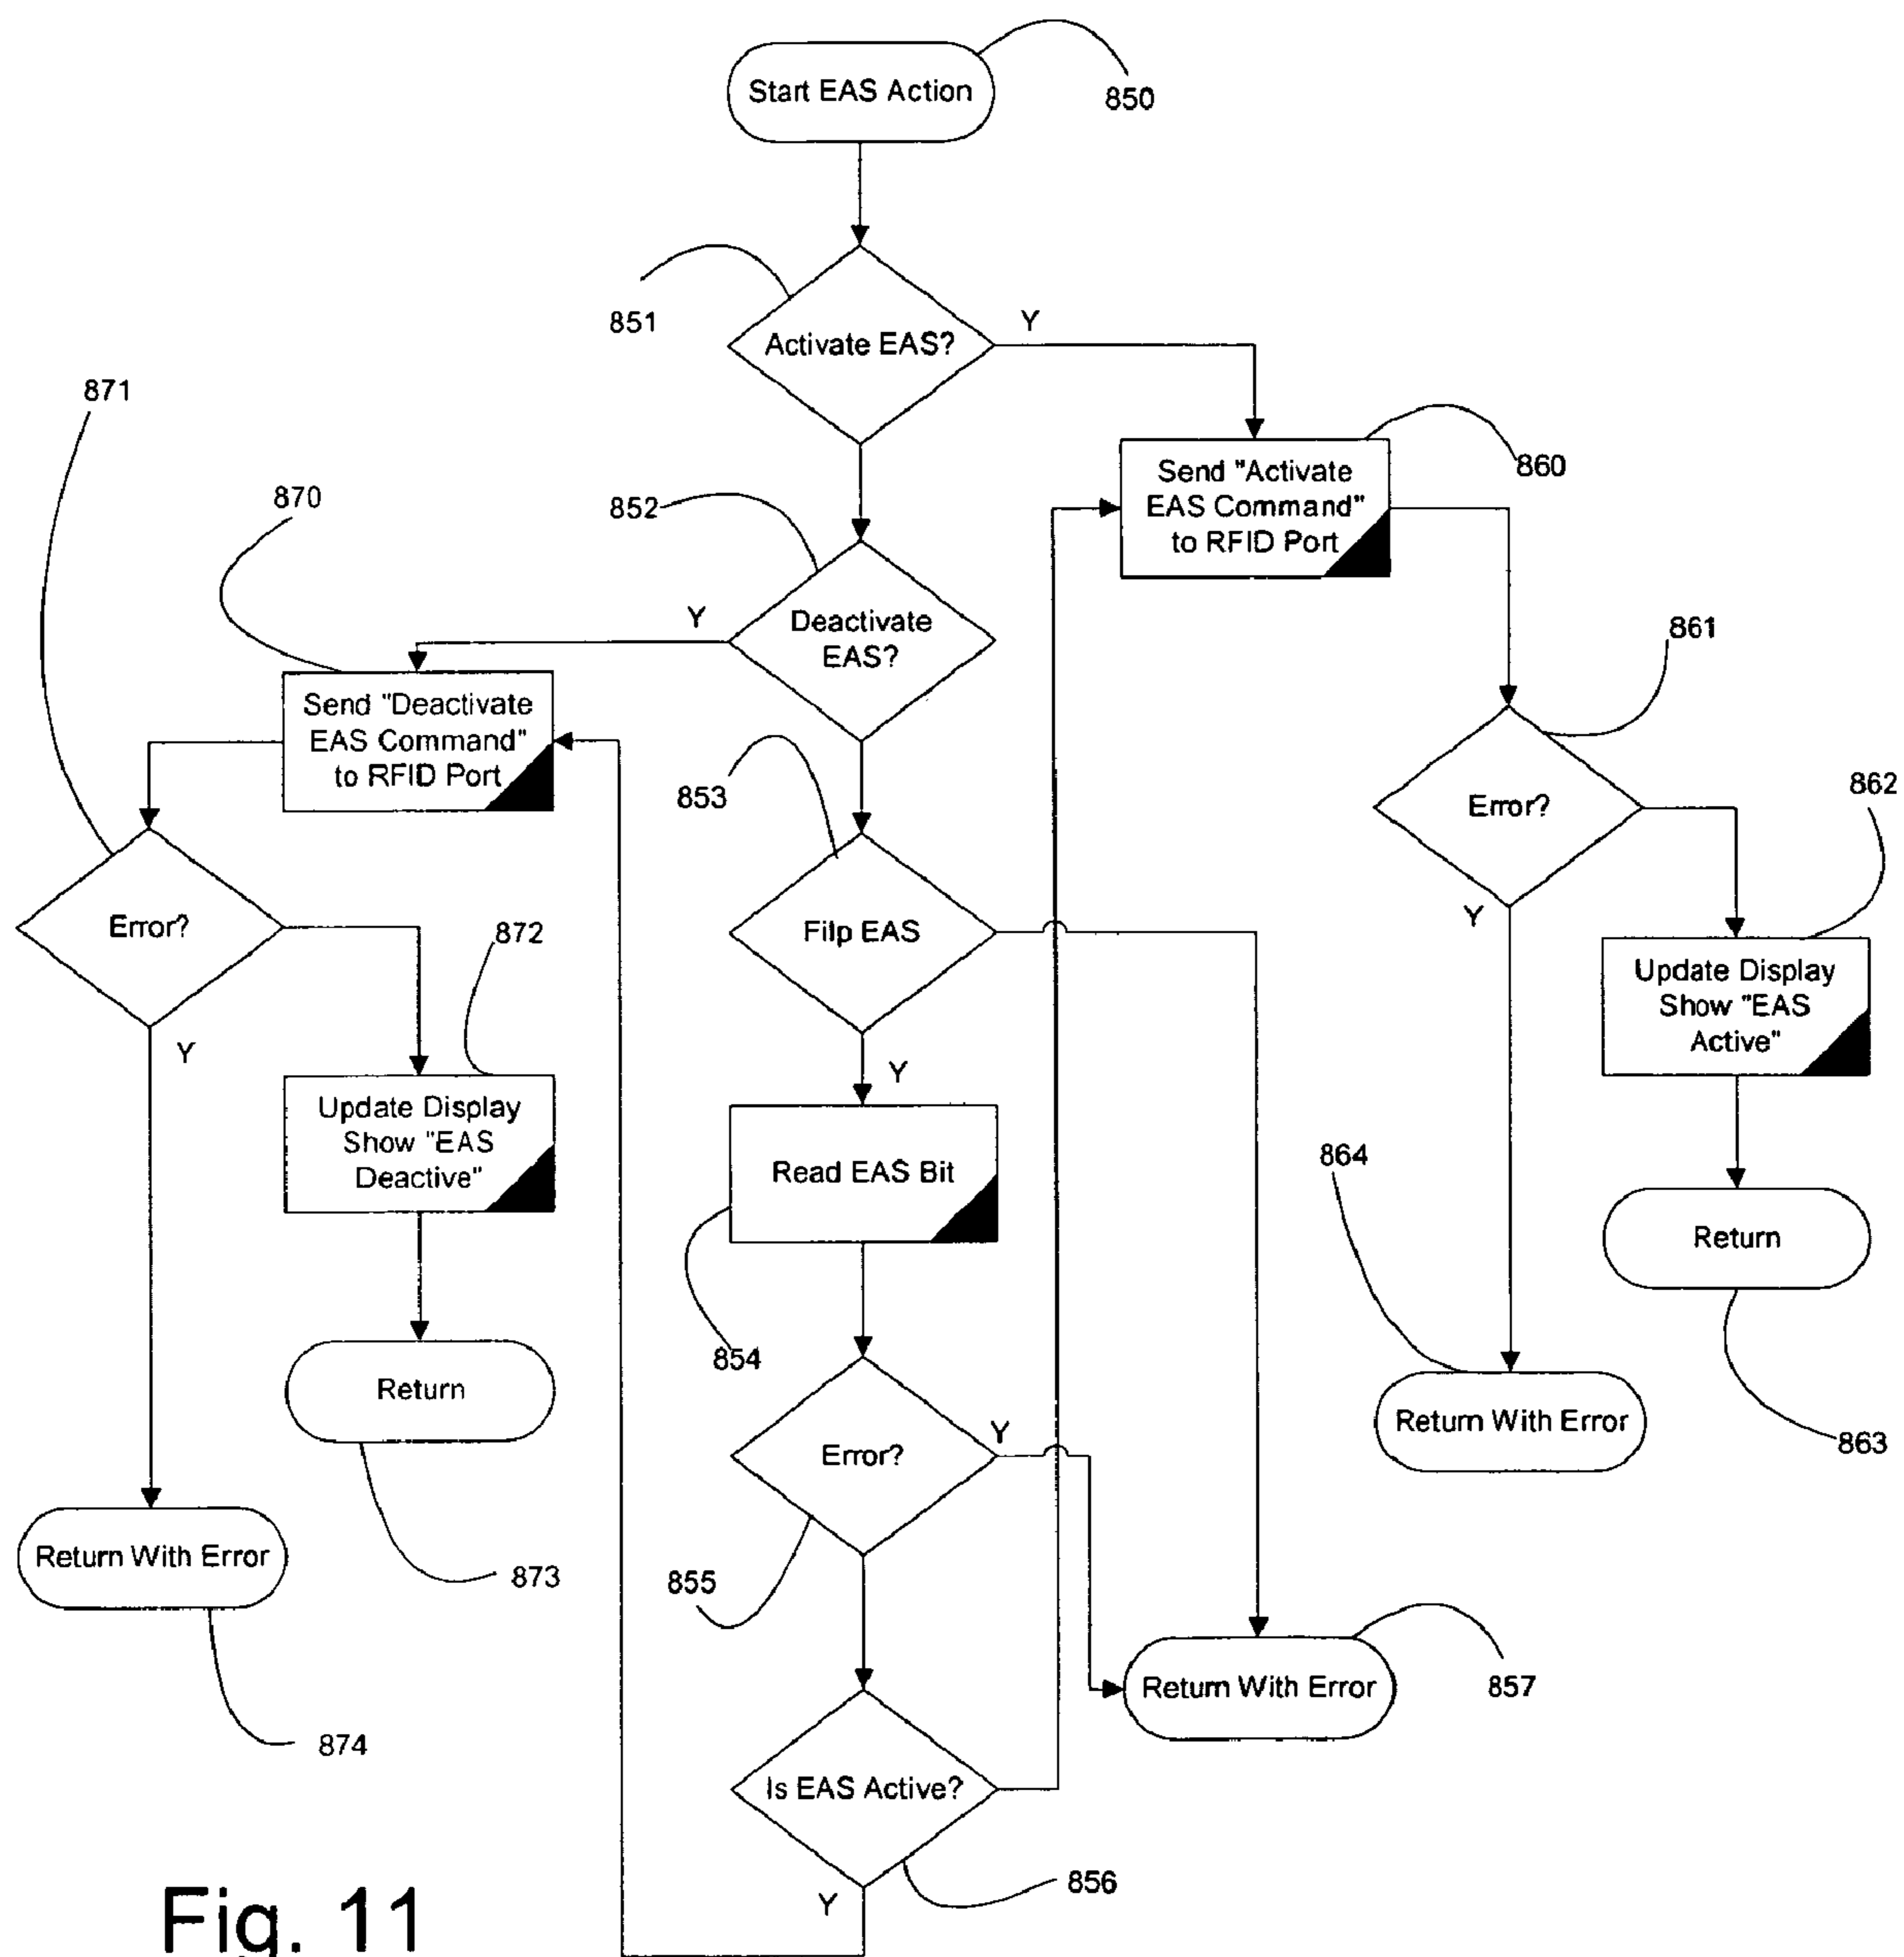 Start EAS Action
850
851
Activate EAS?
Y
871
860
Send "Activate
EAS Command"
to RFID Port
870
852
Y
Deactivate
EAS?
861
Send "Deactivate
EAS Command"
to RFID Port
853
862
Error?
Error?
872
Filp EAS
Y
Update Display
Show "EAS
Active"
Y
Y
Update Display
Show "EAS
Deactive"
Read EAS Bit
864
Return
854
Return
Return With Error
863
Y
Error?
Return With Error
873
855
857
Return With Error
874
Is EAS Active?
856
Y
Fig. 11